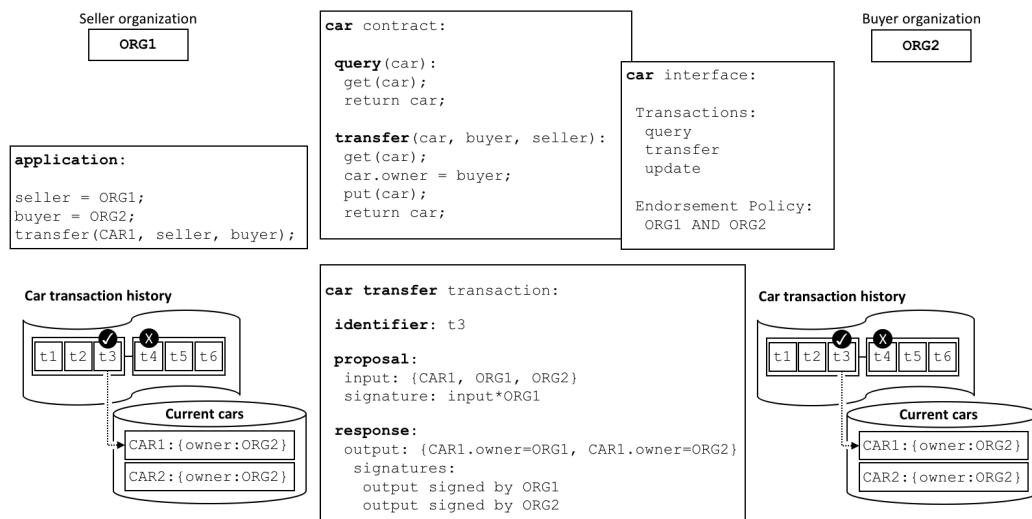 Seller organization
ORG1
car contract:
query(car):
get(car);
return car;
transfer(car, buyer, seller):
get(car);
car.owner = buyer;
put(car);
return car;
car interface:
Transactions:
query
transfer
update
Endorsement Policy:
ORG1 AND ORG2
Buyer organization
ORG2
application:
seller = ORG1;
buyer = ORG2;
transfer(CAR1, seller, buyer);
Car transaction history
t1 t2 t3 t4 t5 t6
Current cars
CAR1:{owner:ORG2}
CAR2:{owner:ORG2}
car transfer transaction:
identifier: t3
proposal:
input: {CAR1, ORG1, ORG2}
signature: input*ORG1
response:
output: {CAR1.owner=ORG1, CAR1.owner=ORG2}
signatures:
output signed by ORG1
output signed by ORG2
Car transaction history
t1 t2 t3 t4 t5 t6
Current cars
CAR1:{owner:ORG2}
CAR2:{owner:ORG2}